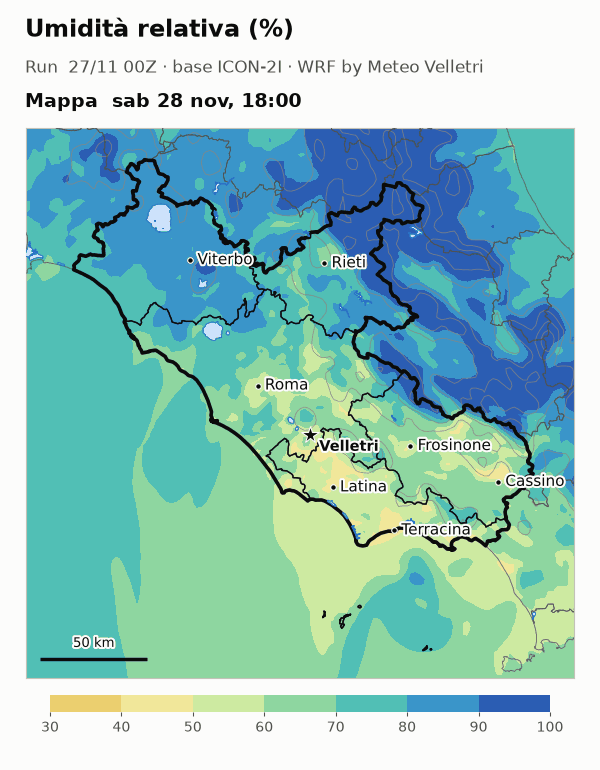 Umidità relativa (%)
Run 27/11 00Z · base ICON-2I · WRF by Meteo Velletri
Mappa sab 28 nov, 18:00
Viterbo
Rieti
Roma
Velletri
Frosinone
Cassino
Latina
Terracina
50 km
30 40 50 60 70 80 90 100